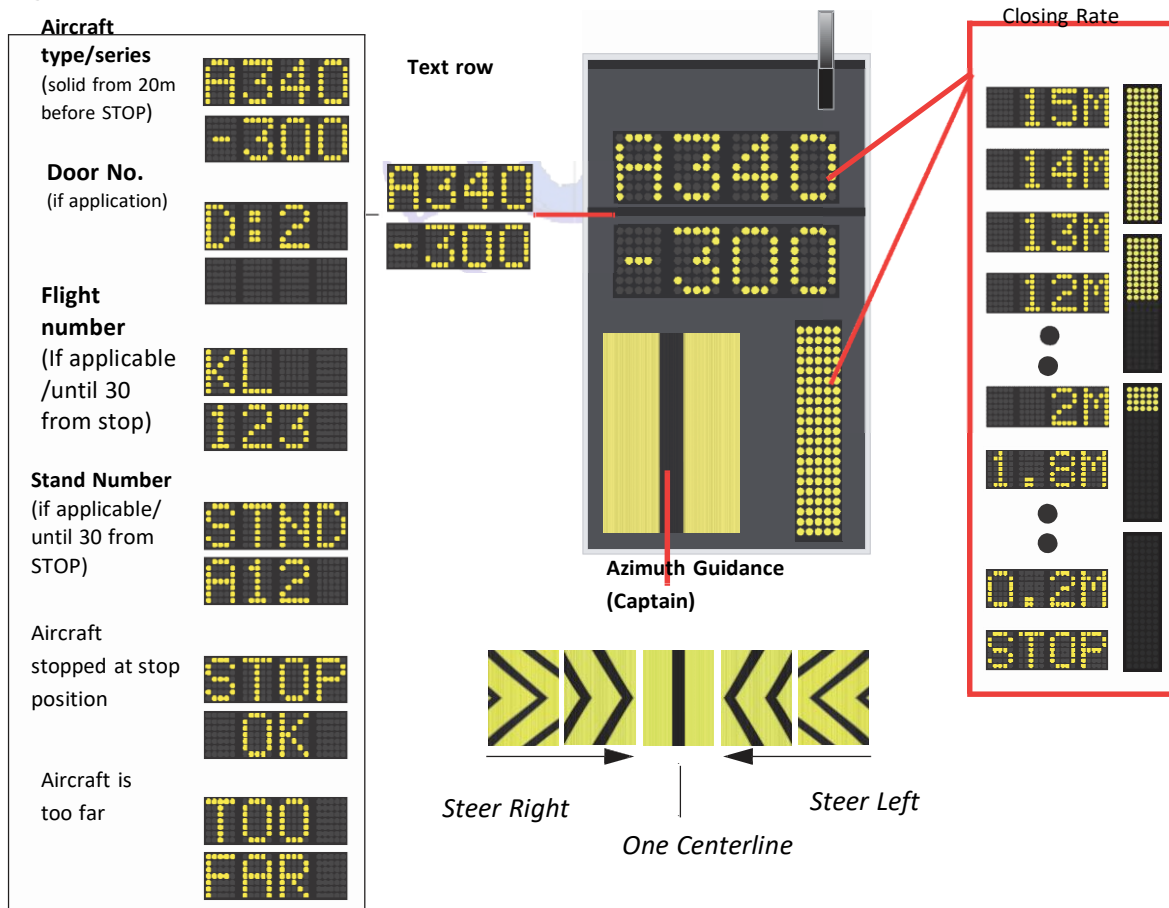 Aircraft
type/series
(solid from 20m
before STOP)
A340
-300
Door No.
(if application)
D:2
Flight
number
(If applicable
/until 30
from stop)
KL
123
Stand Number
(if applicable/
until 30 from
STOP)
STND
A12
Aircraft
stopped at stop
position
STOP
OK
Aircraft is
too far
TOO
FAR
Text row
A340
-300
A340
-300
Azimuth Guidance
(Captain)
Steer Right
Steer Left
One Centerline
Closing Rate
15M
14M
13M
12M
2M
1.8M
0.2M
STOP